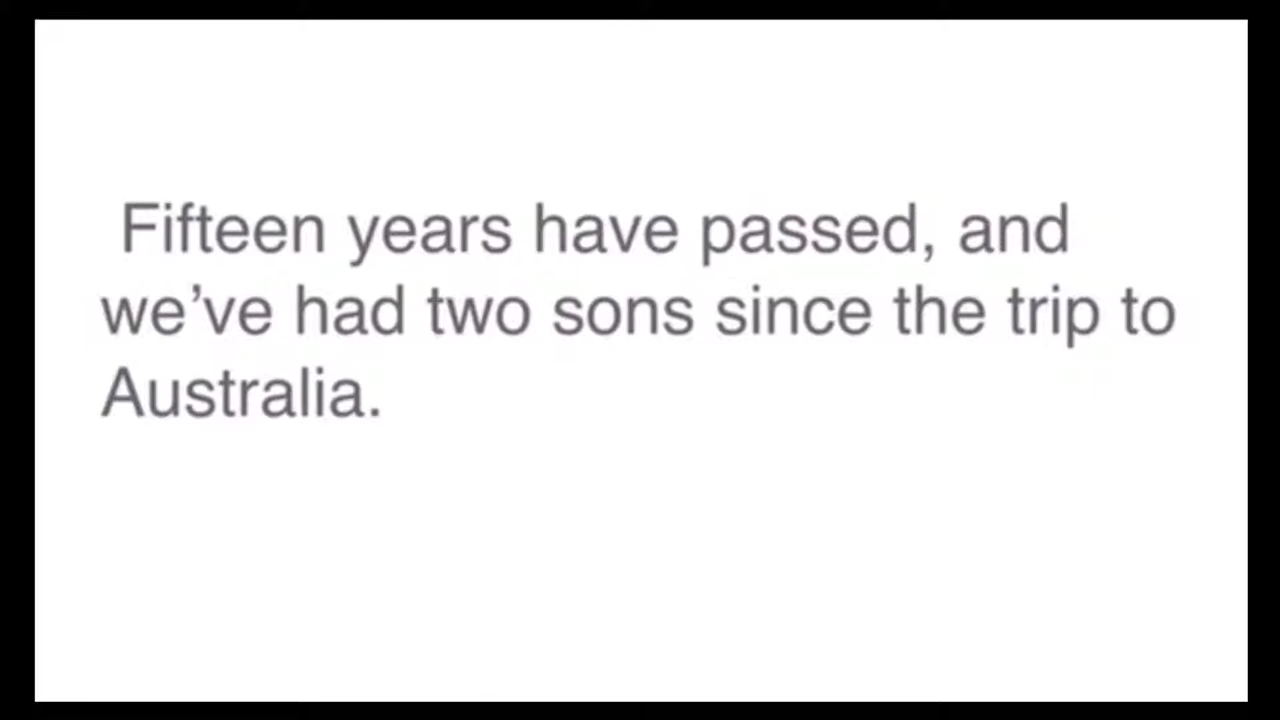 Fifteen years have passed, and
we’ve had two sons since the trip to
Australia.